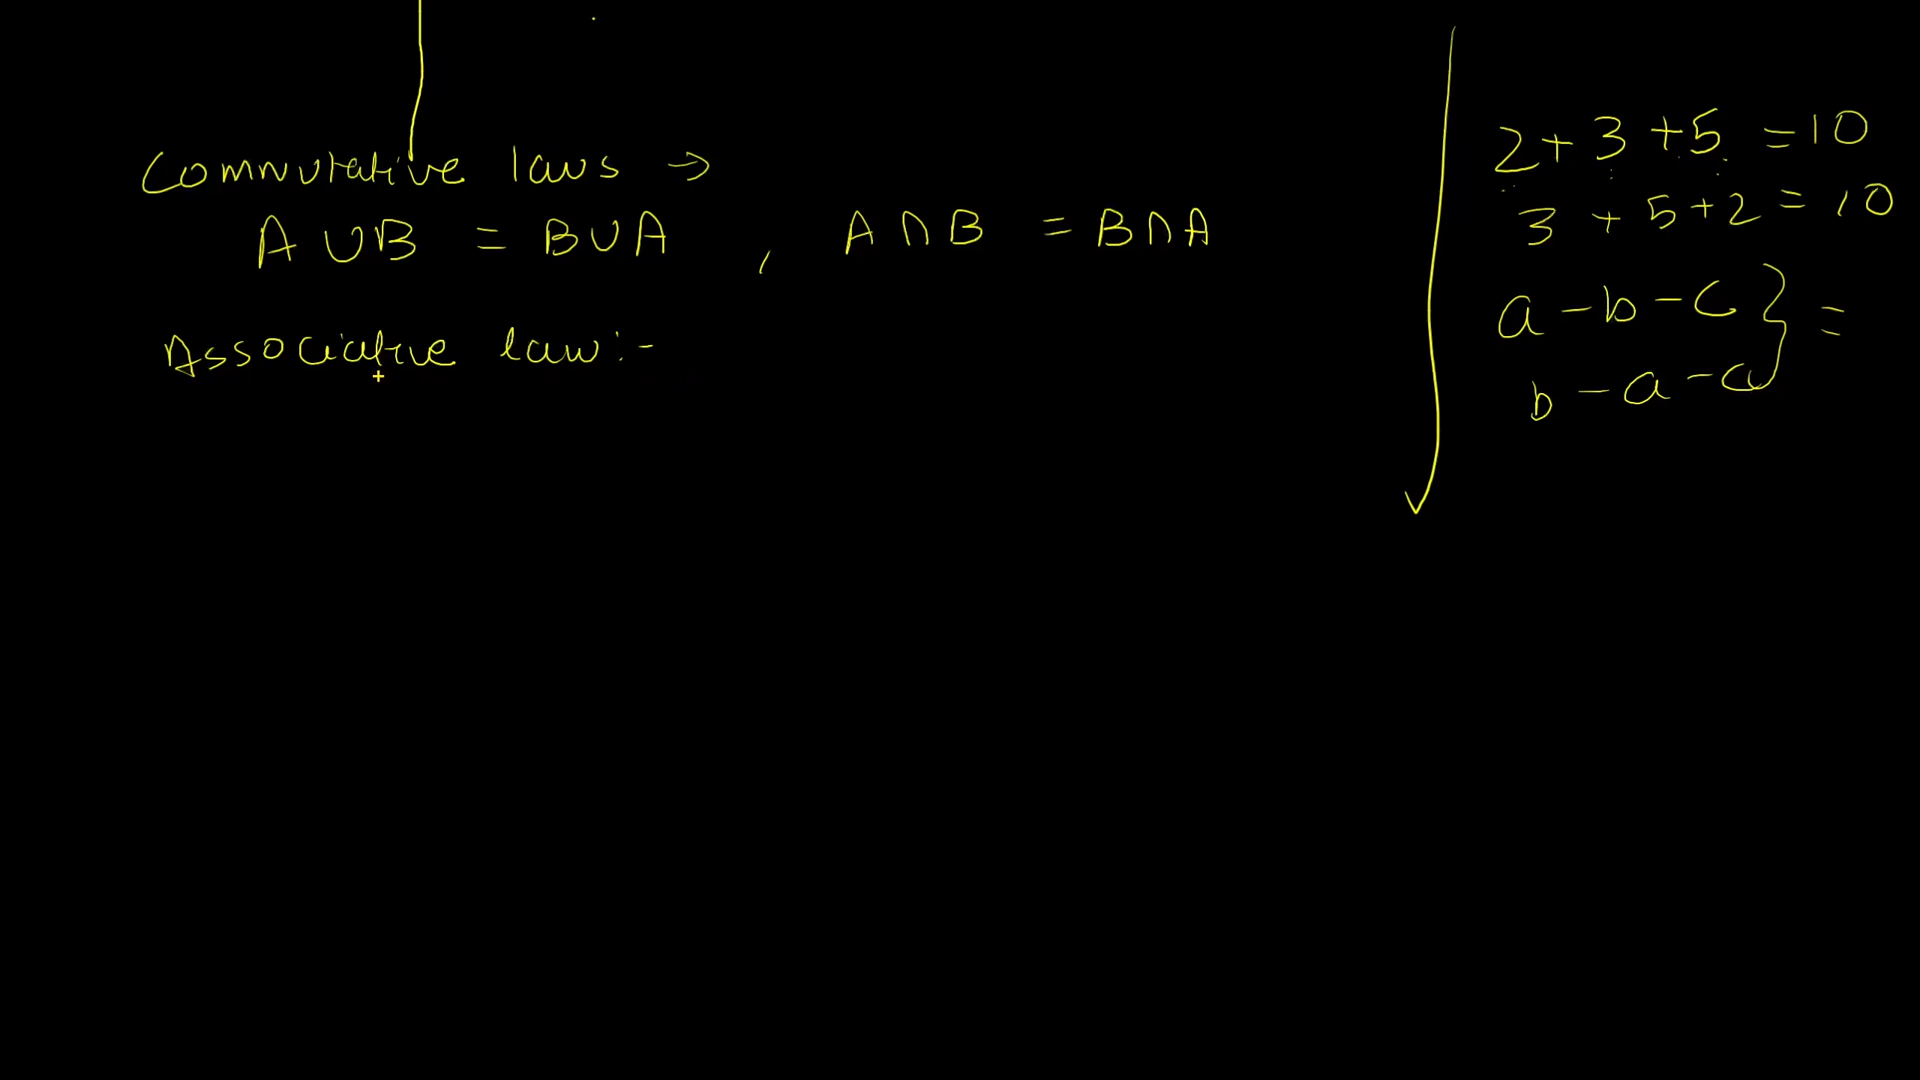 Commutative laws →
A ∪ B = B ∪ A , A ∩ B = B ∩ A
Associative law :-
2 + 3 + 5 = 10
3 + 5 + 2 = 10
a - b - c } =
b - a - c